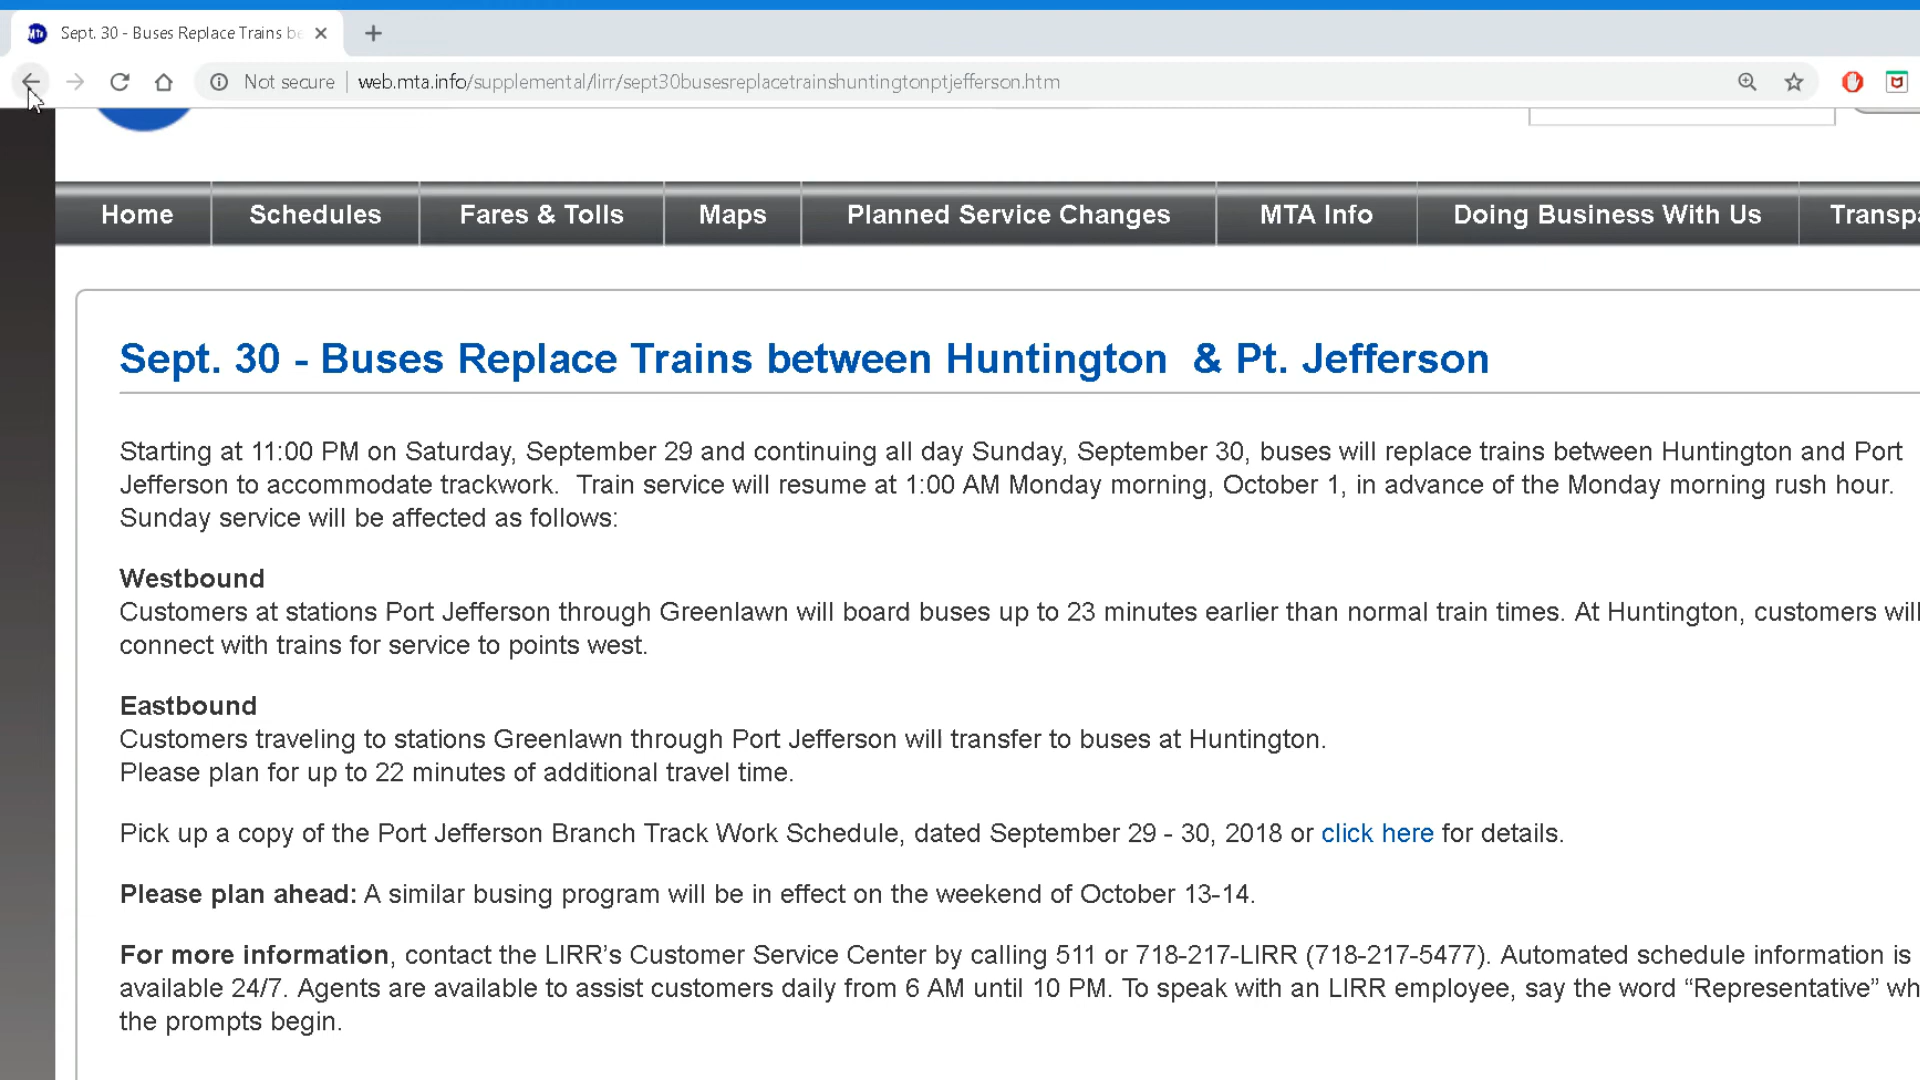 Sept. 30 - Buses Replace Trains be
Not secure
web.mta.info/supplemental/lirr/sept30busesreplacetrainshuntingtonptjefferson.htm
Home
Schedules
Fares & Tolls
Maps
Planned Service Changes
MTA Info
Doing Business With Us
Transpa
Sept. 30 - Buses Replace Trains between Huntington & Pt. Jefferson
Starting at 11:00 PM on Saturday, September 29 and continuing all day Sunday, September 30, buses will replace trains between Huntington and Port
Jefferson to accommodate trackwork. Train service will resume at 1:00 AM Monday morning, October 1, in advance of the Monday morning rush hour.
Sunday service will be affected as follows:
Westbound
Customers at stations Port Jefferson through Greenlawn will board buses up to 23 minutes earlier than normal train times. At Huntington, customers will
connect with trains for service to points west.
Eastbound
Customers traveling to stations Greenlawn through Port Jefferson will transfer to buses at Huntington.
Please plan for up to 22 minutes of additional travel time.
Pick up a copy of the Port Jefferson Branch Track Work Schedule, dated September 29 - 30, 2018 or click here for details.
Please plan ahead: A similar busing program will be in effect on the weekend of October 13-14.
For more information, contact the LIRR’s Customer Service Center by calling 511 or 718-217-LIRR (718-217-5477). Automated schedule information is
available 24/7. Agents are available to assist customers daily from 6 AM until 10 PM. To speak with an LIRR employee, say the word “Representative” wh
the prompts begin.